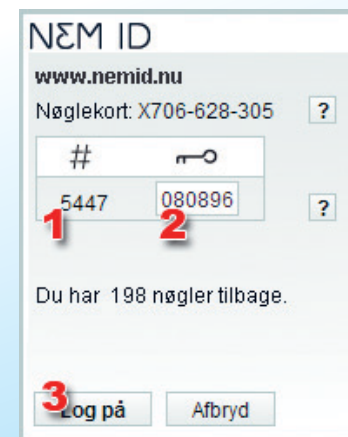 NEM ID
www.nemid.nu
Nøglekort: X706-628-305 ?
#
5447 080896 ?
1 2
Du har 198 nøgler tilbage.
3
Log på Afbryd